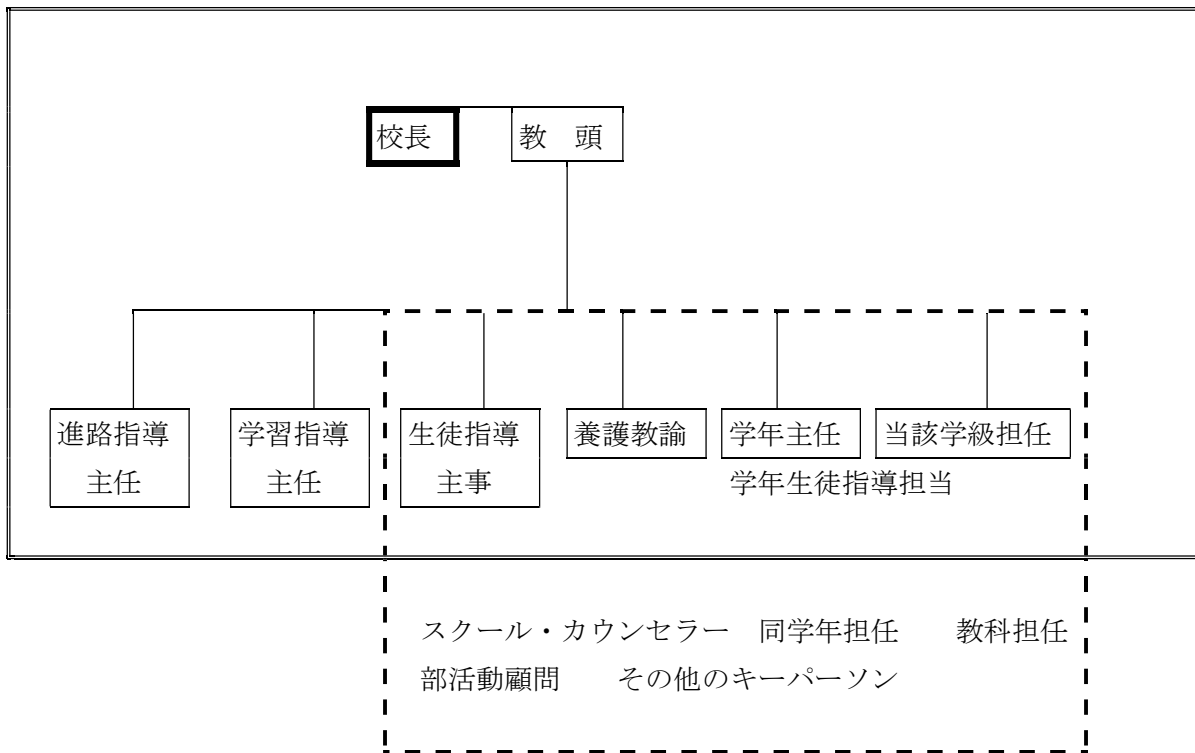 校長 教　頭
進路指導 学習指導 生徒指導 養護教諭 学年主任 当該学級担任
主任 主任 主事 学年生徒指導担当
スクール・カウンセラー　同学年担任　　教科担任
部活動顧問　　その他のキーパーソン